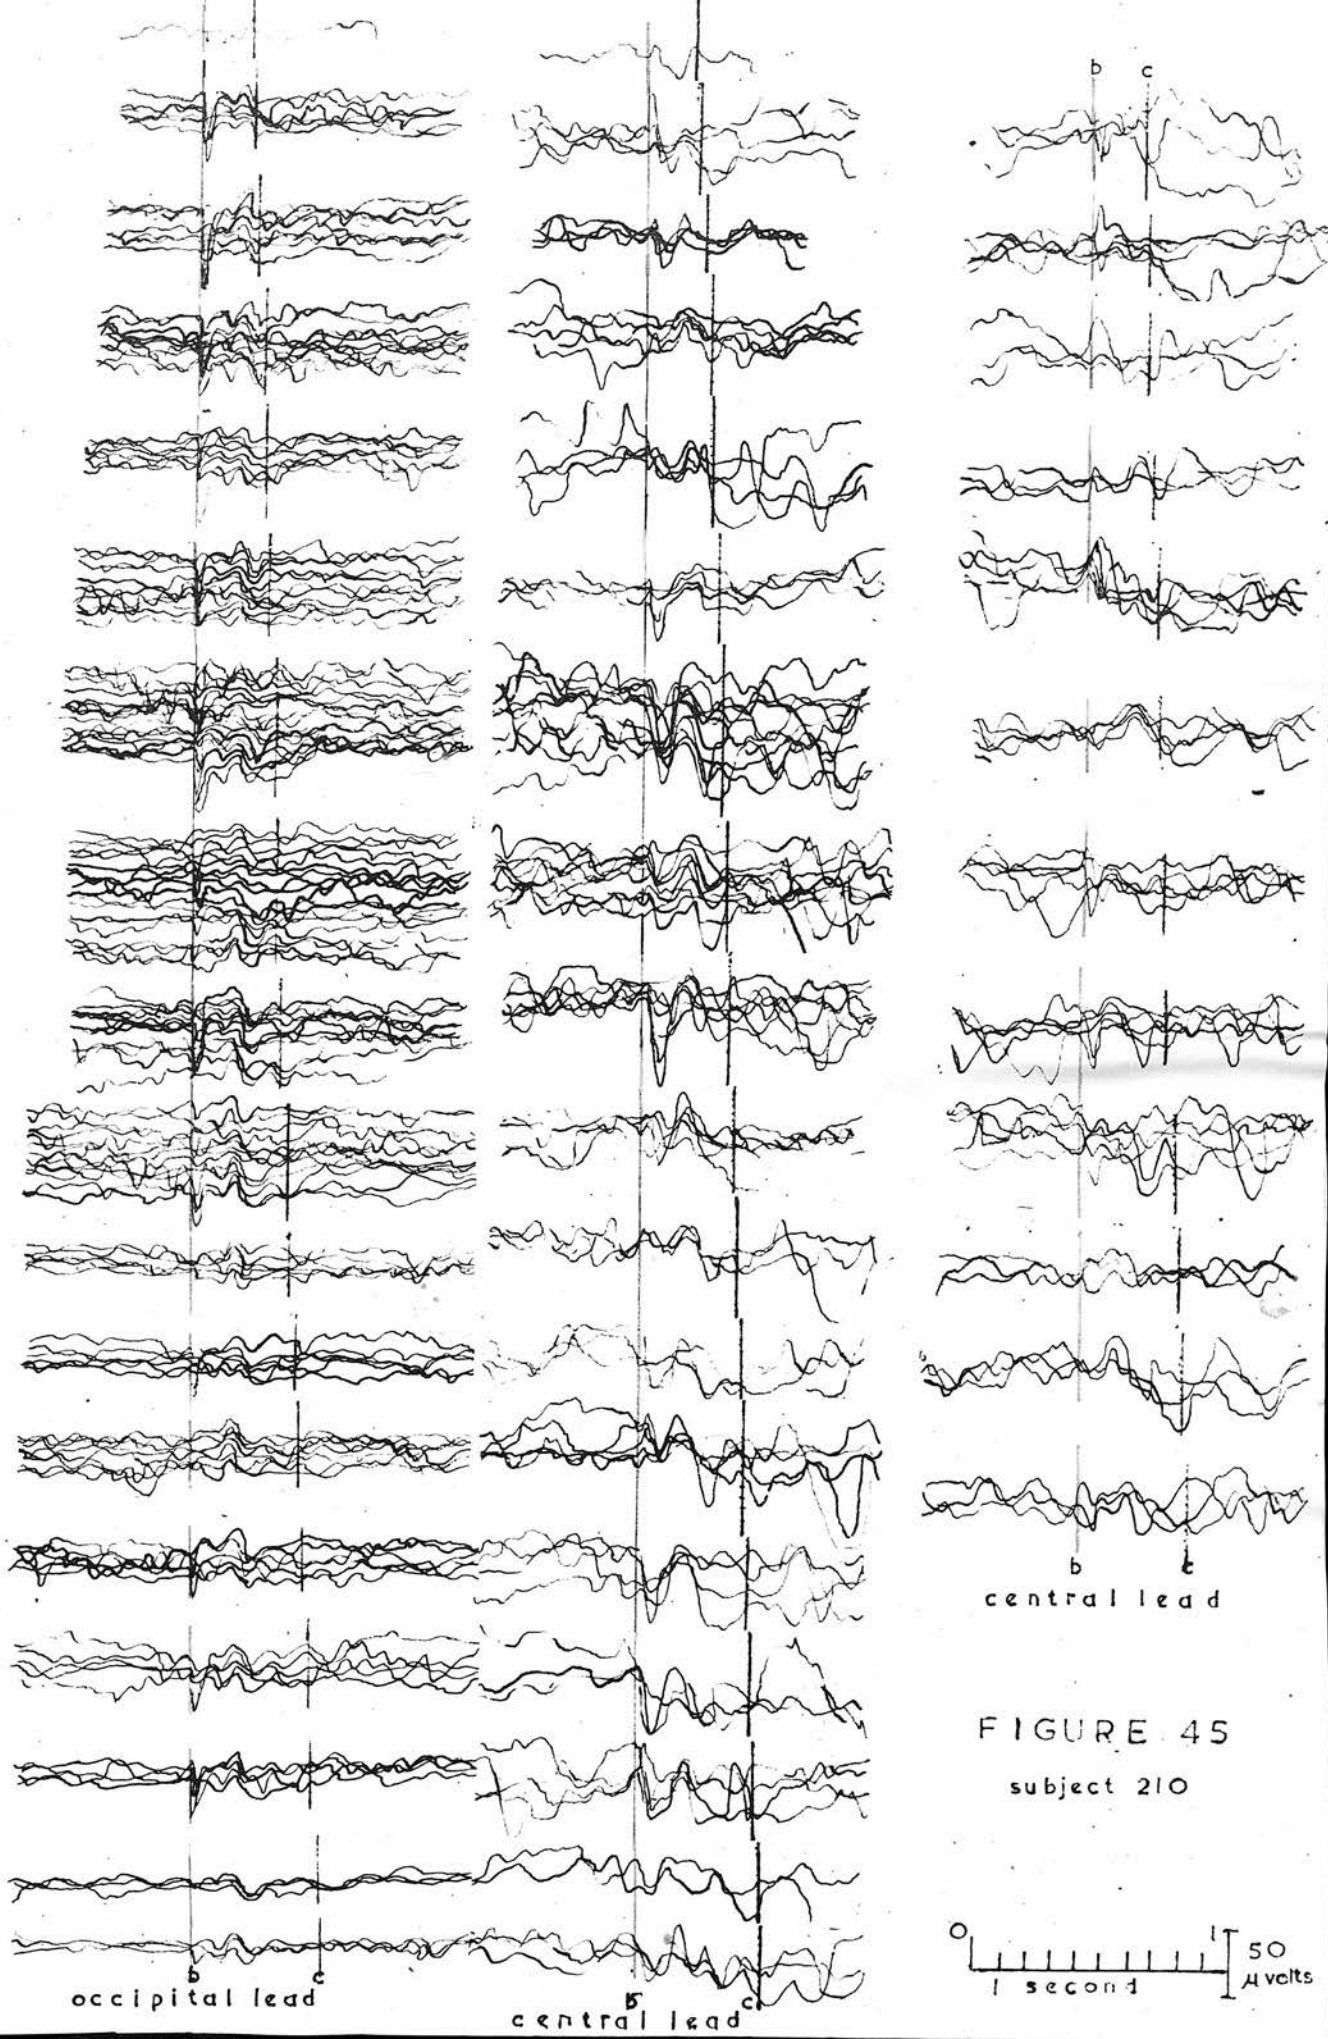 b c
b c
central lead
FIGURE 45
subject 210
0 1
50
μ volts
1 second
b c
occipital lead
b c
central lead